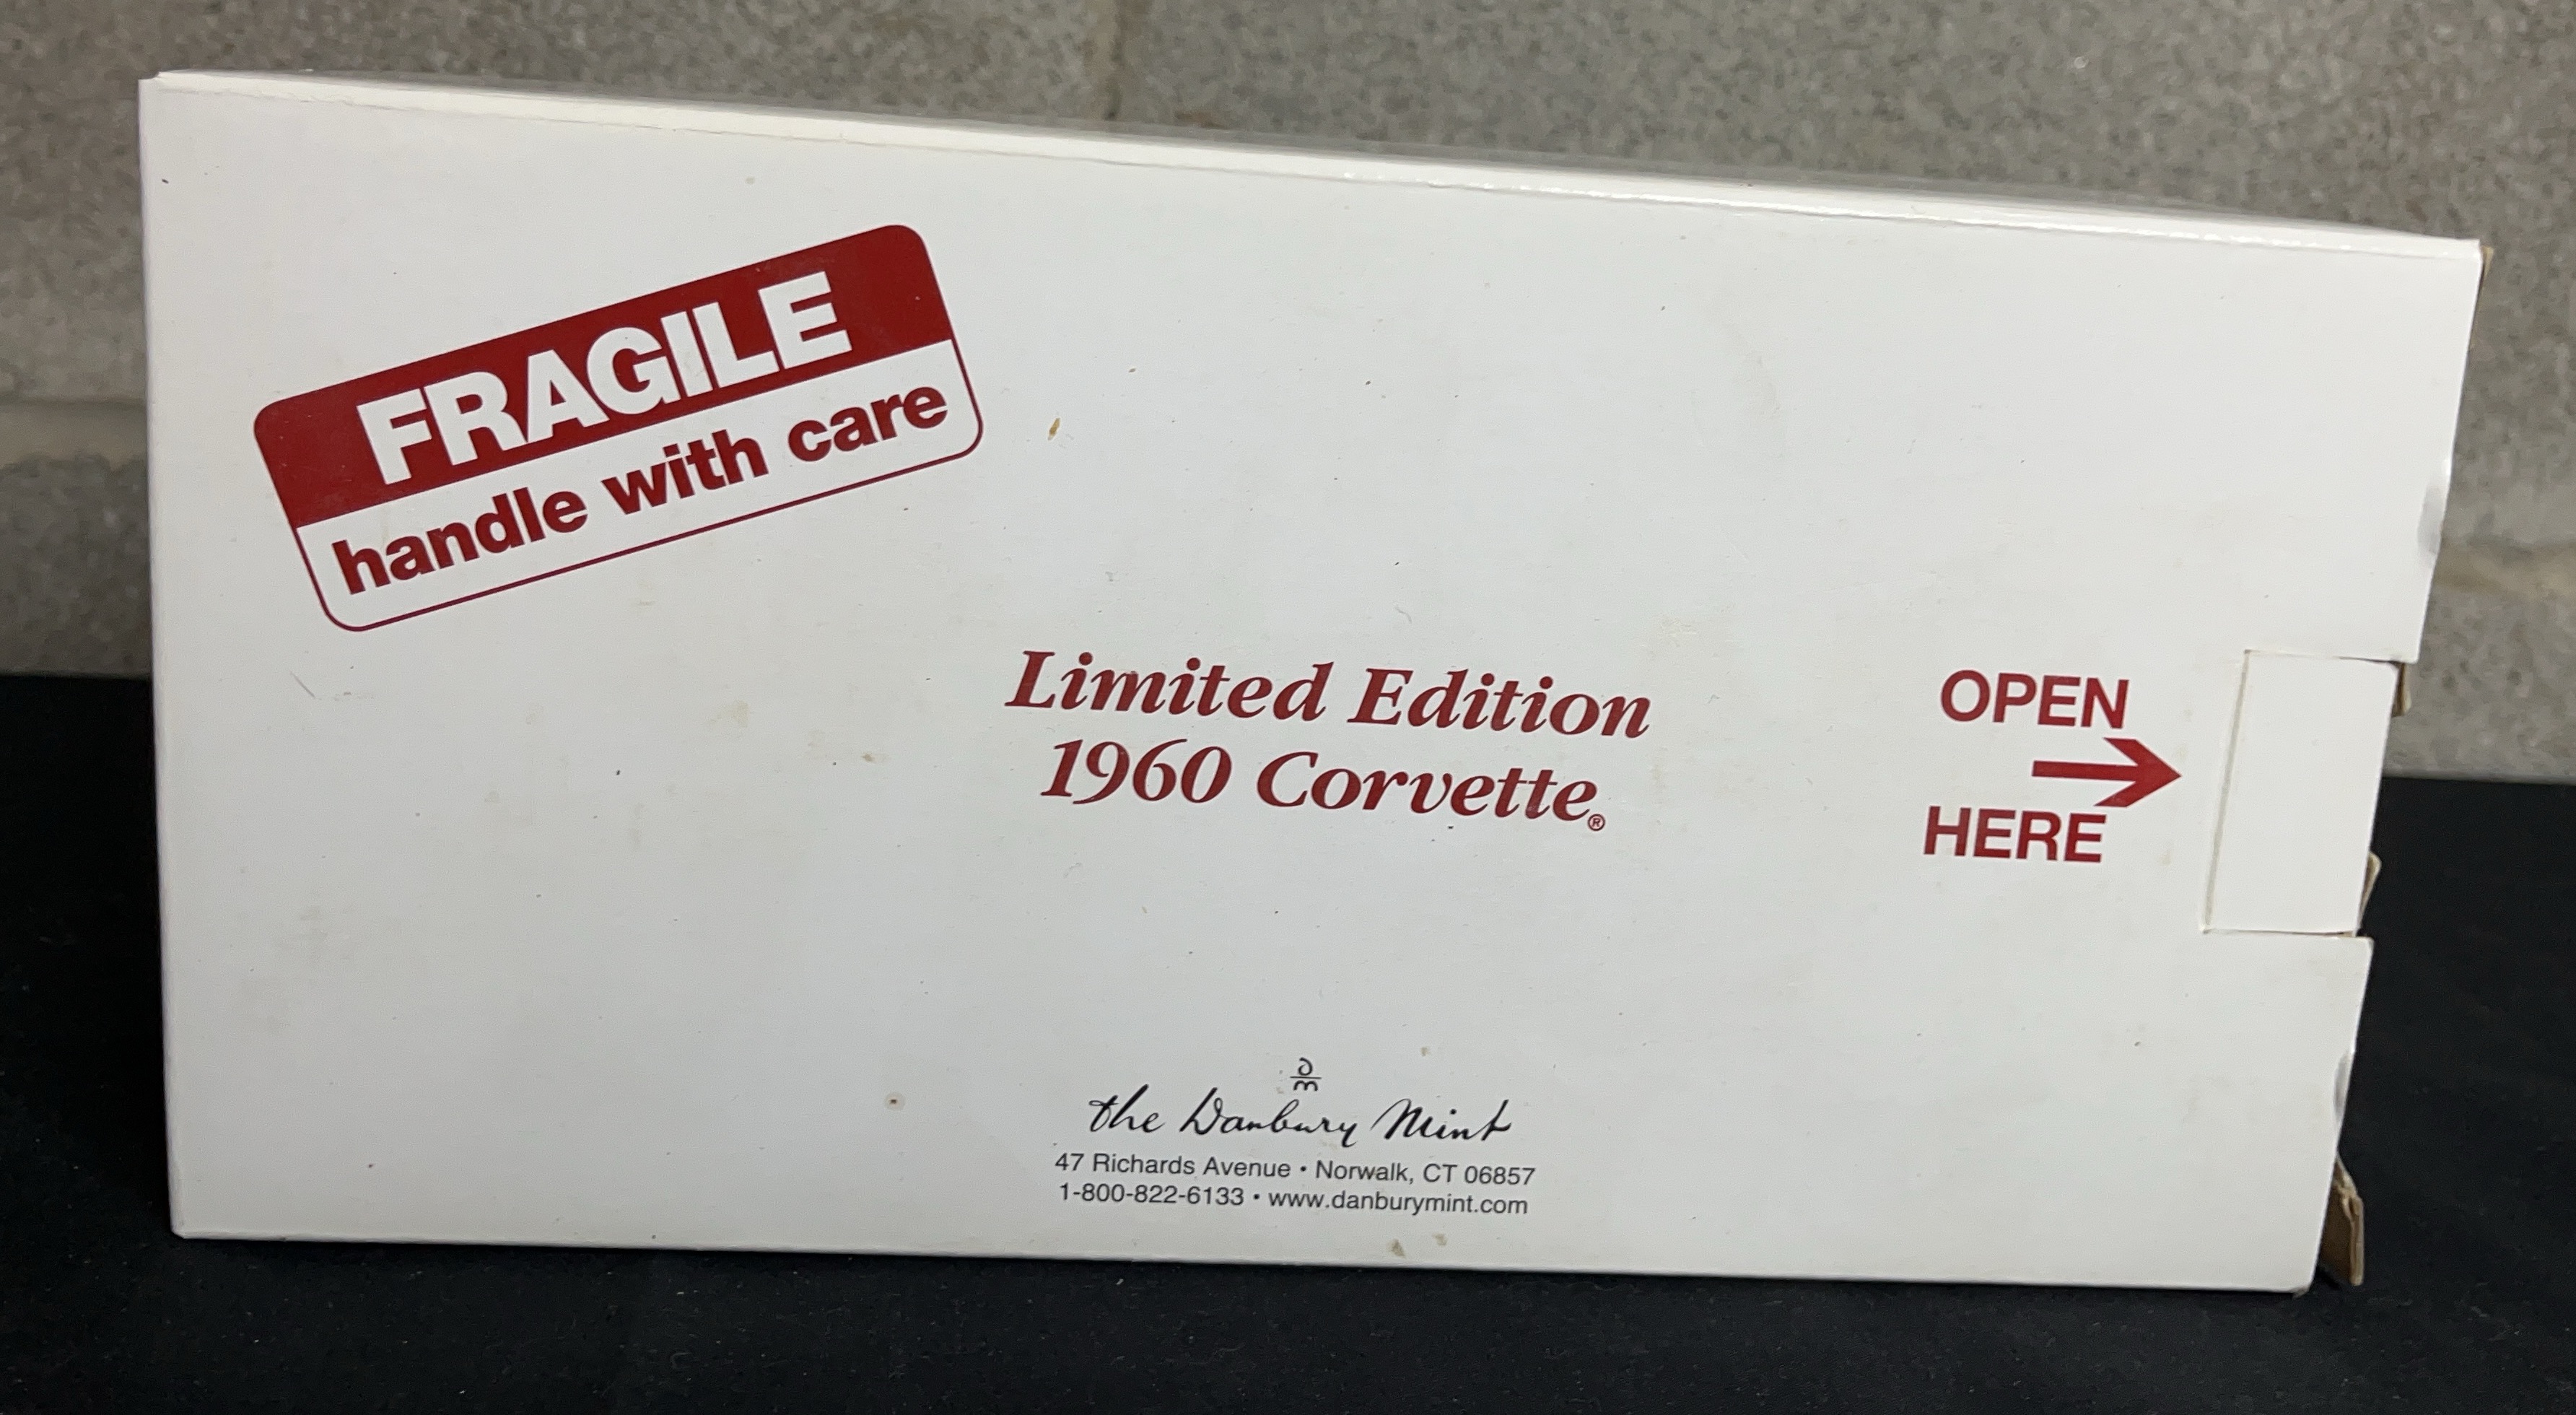 FRAGILE
handle with care
Limited Edition
1960 Corvette®
OPEN
HERE
dm
the Danbury Mint
47 Richards Avenue • Norwalk, CT 06857
1-800-822-6133 • www.danburymint.com